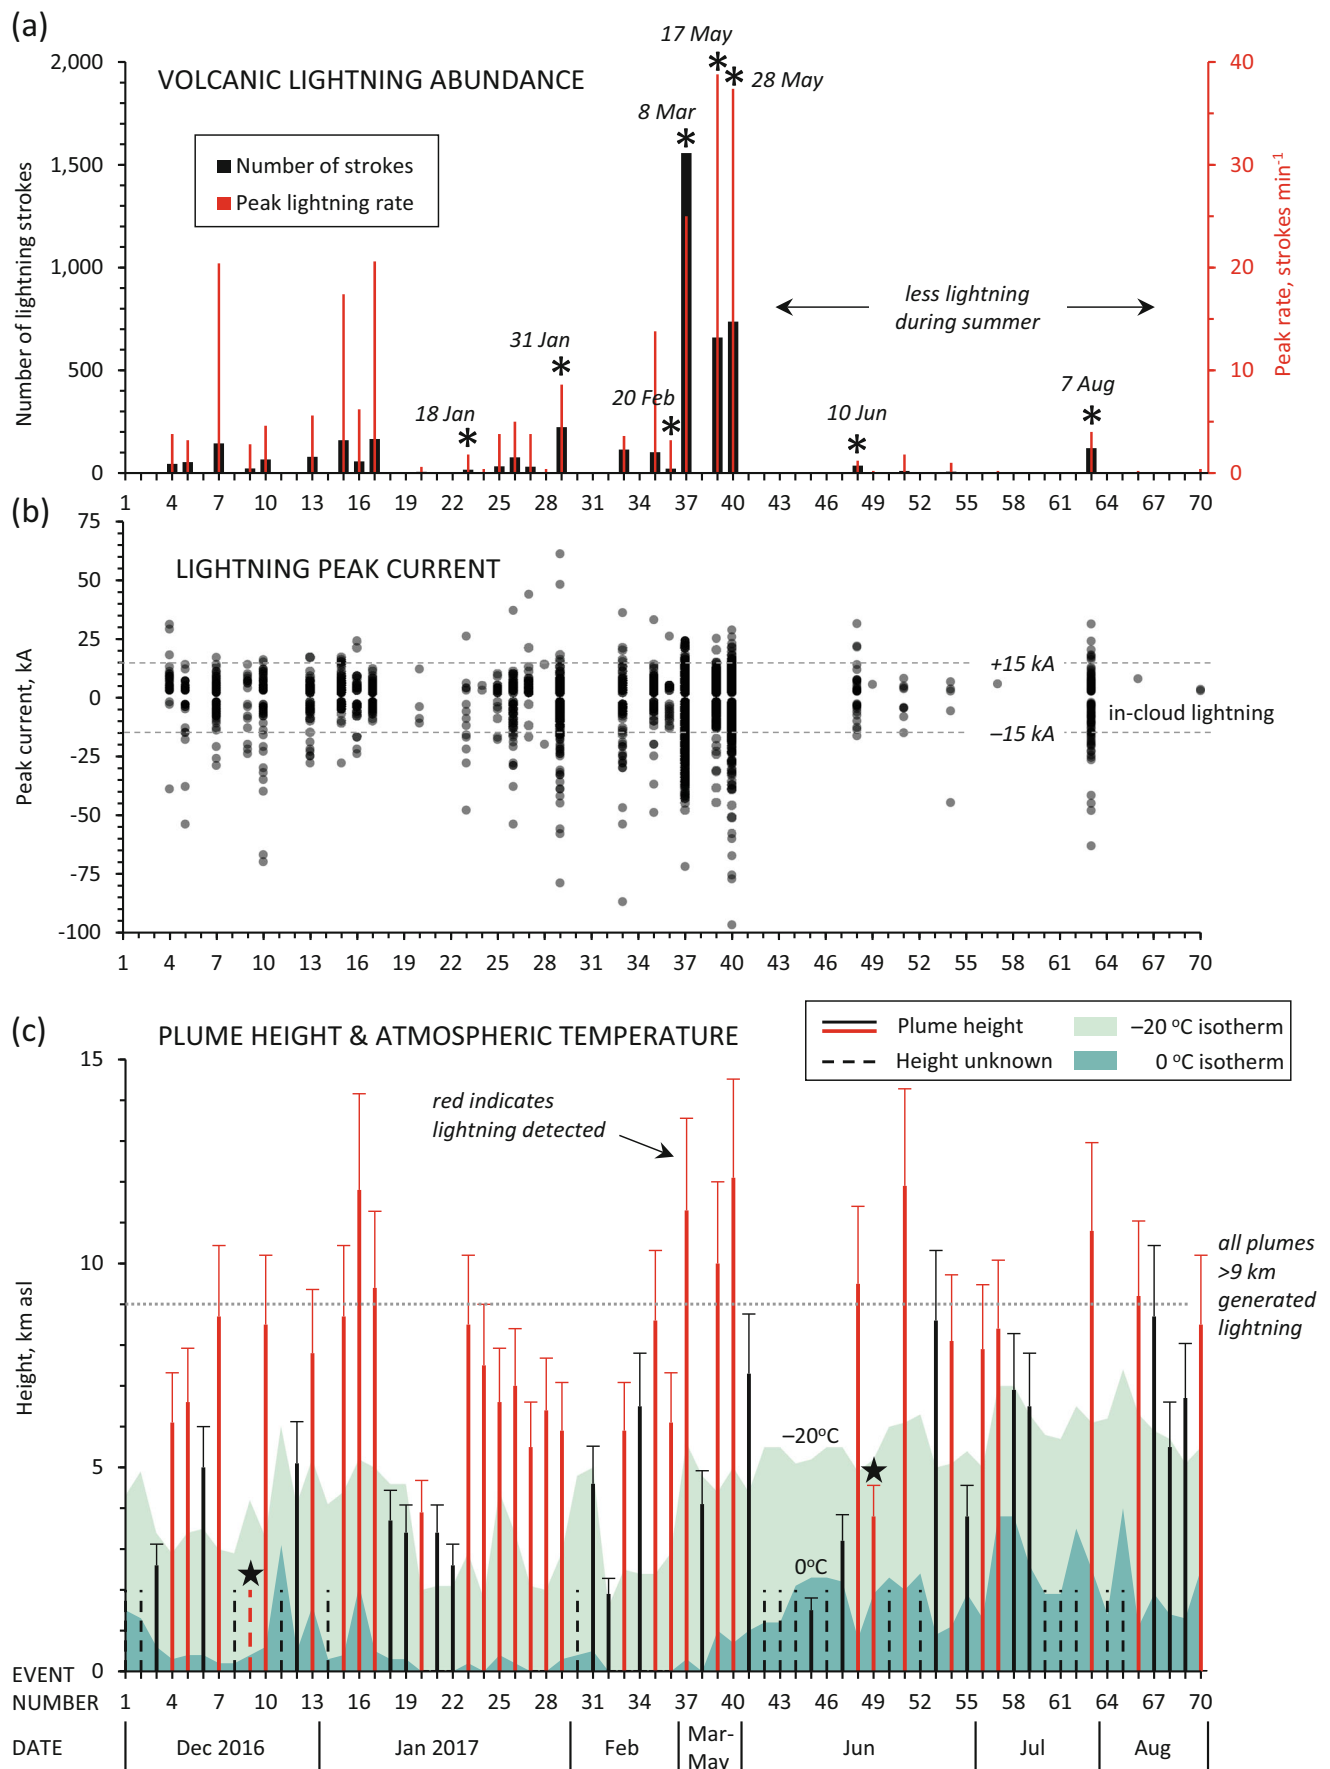 (a)
17 May
2,000
40
VOLCANIC LIGHTNING ABUNDANCE
28 May
8 Mar
Number of strokes
Peak lightning rate
1,500
30
Number of lightning strokes
Peak rate, strokes min-1
1,000
20
less lightning
during summer
31 Jan
500
10
20 Feb
7 Aug
18 Jan
10 Jun
0
0
1 4 7 10 13 16 19 22 25 28 31 34 37 40 43 46 49 52 55 58 61 64 67 70
(b)
75
LIGHTNING PEAK CURRENT
50
25
+15 kA
0
in-cloud lightning
–15 kA
-25
-50
-75
-100
Peak current, kA
1 4 7 10 13 16 19 22 25 28 31 34 37 40 43 46 49 52 55 58 61 64 67 70
(c)
PLUME HEIGHT & ATMOSPHERIC TEMPERATURE
Plume height
–20 oC isotherm
Height unknown
0 oC isotherm
15
red indicates
lightning detected
10
all plumes
>9 km
generated
lightning
Height, km asl
5
–20oC
0oC
0
EVENT
NUMBER
1 4 7 10 13 16 19 22 25 28 31 34 37 40 43 46 49 52 55 58 61 64 67 70
DATE
Dec 2016
Jan 2017
Feb
Mar-
May
Jun
Jul
Aug